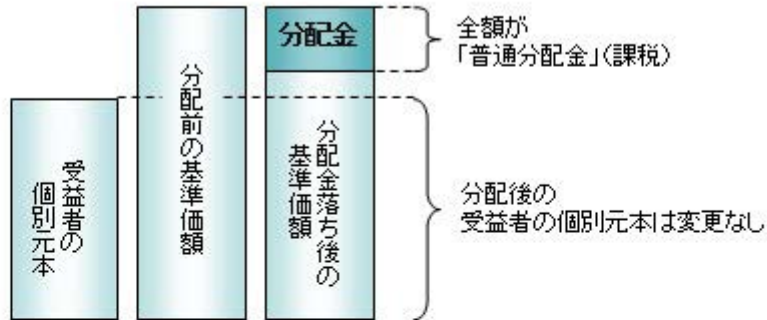 受益者の
個別元本
分配前の基準価額
分配金
分配金落ち後の
基準価額
全額が
「普通分配金」(課税)
分配後の
受益者の個別元本は変更なし